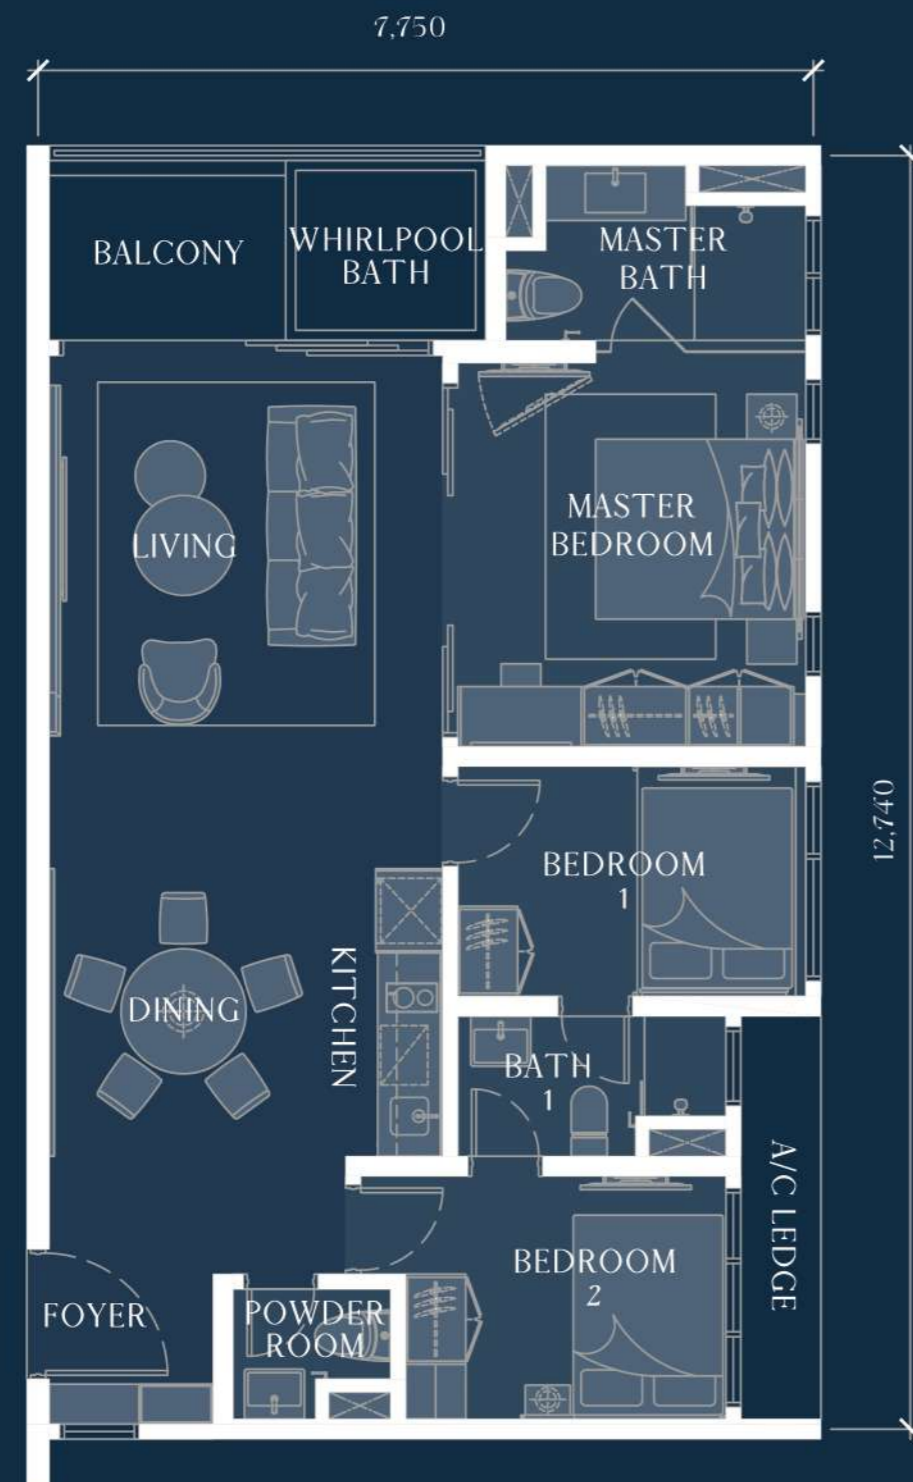 7,750
BALCONY
WHIRLPOOL
BATH
MASTER
BATH
MASTER
BEDROOM
LIVING
12,740
BEDROOM
1
DINING
KITCHEN
BATH
1
A/C LEDGE
BEDROOM
2
FOYER
POWDER
ROOM